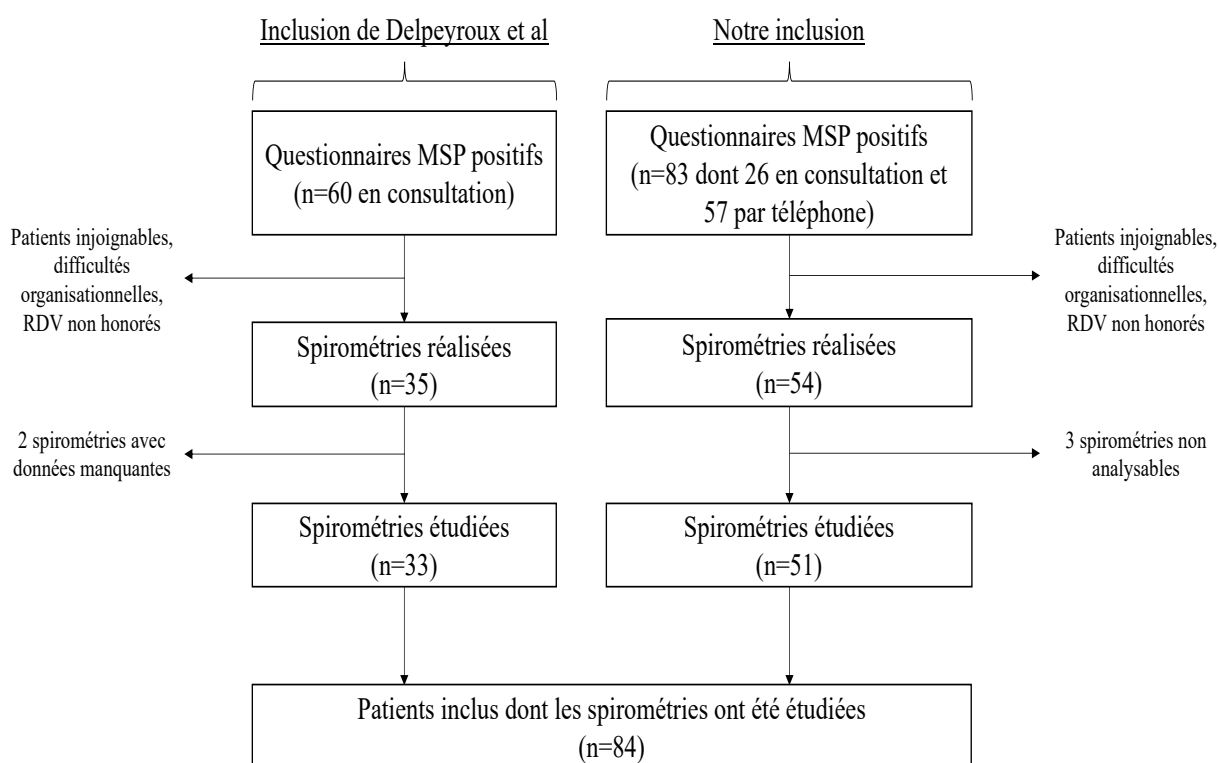 Inclusion de Delpeyroux et al
Notre inclusion
Questionnaires MSP positifs
(n=60 en consultation)
Questionnaires MSP positifs
(n=83 dont 26 en consultation et
57 par téléphone)
Patients injoignables,
difficultés
organisationnelles,
RDV non honorés
Patients injoignables,
difficultés
organisationnelles,
RDV non honorés
Spirométries réalisées
(n=35)
Spirométries réalisées
(n=54)
2 spirométries avec
données manquantes
3 spirométries non
analysables
Spirométries étudiées
(n=33)
Spirométries étudiées
(n=51)
Patients inclus dont les spirométries ont été étudiées
(n=84)